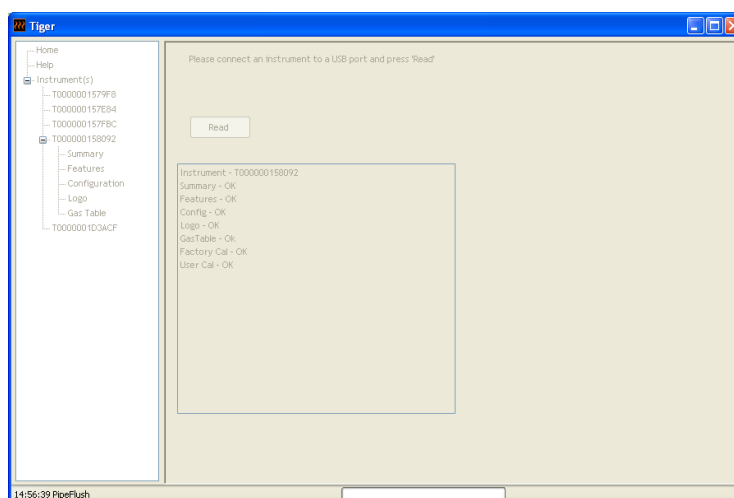 Tiger
Home
Help
Instrument(s)
T0000001579F8
T000000157E84
T000000157FBC
T000000158092
Summary
Features
Configuration
Logo
Gas Table
T0000001D3ACF
Please connect an instrument to a USB port and press 'Read'
Read
Instrument - T000000158092
Summary - OK
Features - OK
Config - OK
Logo - OK
GasTable - OK
Factory Cal - OK
User Cal - OK
14:56:39 PipeFlush